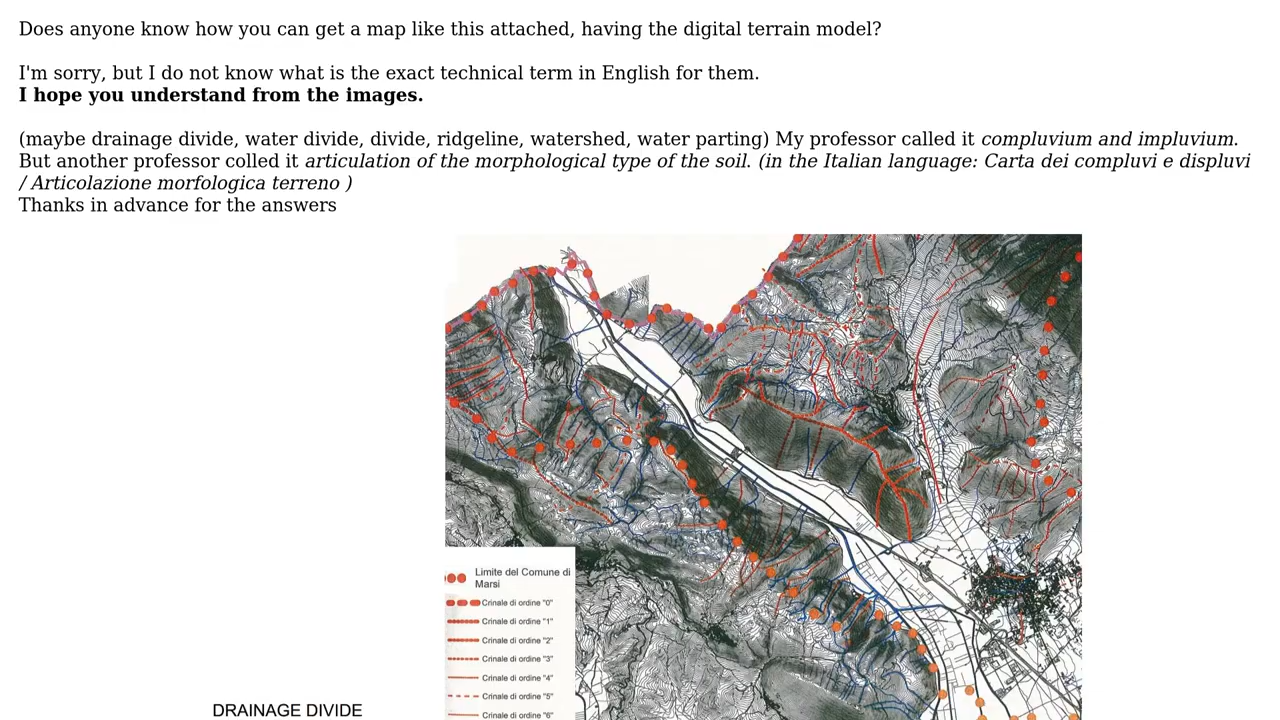 Does anyone know how you can get a map like this attached, having the digital terrain model?
I'm sorry, but I do not know what is the exact technical term in English for them.
I hope you understand from the images.
(maybe drainage divide, water divide, divide, ridgeline, watershed, water parting) My professor called it compluvium and impluvium.
But another professor colled it articulation of the morphological type of the soil. (in the Italian language: Carta dei compluvi e displuvi
/ Articolazione morfologica terreno )
Thanks in advance for the answers
Limite del Comune di
Marsi
Crinale di ordine "0"
Crinale di ordine "1"
Crinale di ordine "2"
Crinale di ordine "3"
Crinale di ordine "4"
Crinale di ordine "5"
Crinale di ordine "6"
DRAINAGE DIVIDE